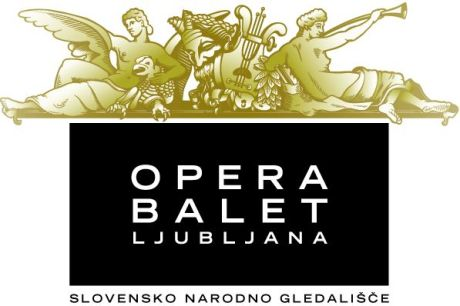 OPERA
BALET
LJUBLJANA
SLOVENSKO NARODNO GLEDALIŠČE